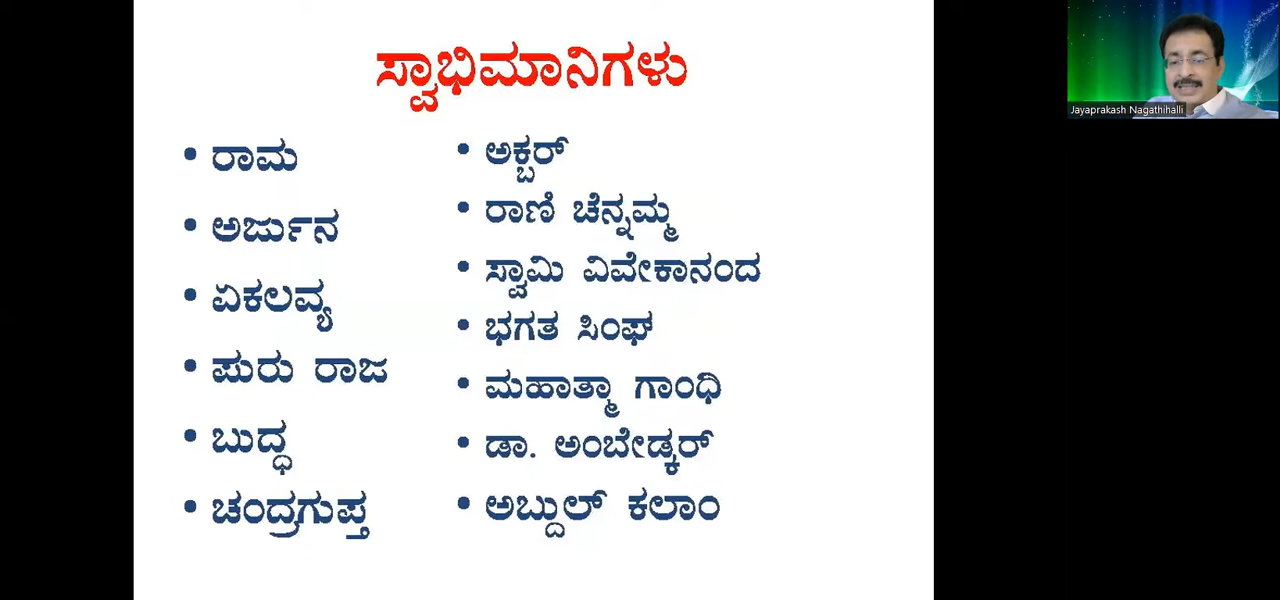 ಸ್ವಾಭಿಮಾನಿಗಳು
• ರಾಮ
• ಅರ್ಜುನ
• ಏಕಲವ್ಯ
• ಪುರು ರಾಜ
• ಬುದ್ಧ
• ಚಂದ್ರಗುಪ್ತ
• ಅಕ್ಬರ್
• ರಾಣಿ ಚೆನ್ನಮ್ಮ
• ಸ್ವಾಮಿ ವಿವೇಕಾನಂದ
• ಭಗತ ಸಿಂಘ
• ಮಹಾತ್ಮಾ ಗಾಂಧಿ
• ಡಾ. ಅಂಬೇಡ್ಕರ್
• ಅಬ್ದುಲ್ ಕಲಾಂ
Jayaprakash Nagathihalli